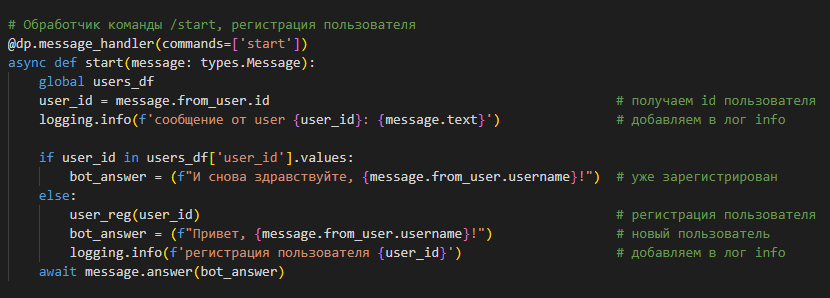 # Обработчик команды /start, регистрация пользователя
@dp.message_handler(commands=['start'])
async def start(message: types.Message):
    global users_df
    user_id = message.from_user.id                                            # получаем id пользователя
    logging.info(f'сообщение от user {user_id}: {message.text}')              # добавляем в лог info

    if user_id in users_df['user_id'].values:
        bot_answer = (f"И снова здравствуйте, {message.from_user.username}!")  # уже зарегистрирован
    else:
        user_reg(user_id)                                                     # регистрация пользователя
        bot_answer = (f"Привет, {message.from_user.username}!")               # новый пользователь
        logging.info(f'регистрация пользователя {user_id}')                   # добавляем в лог info
    await message.answer(bot_answer)